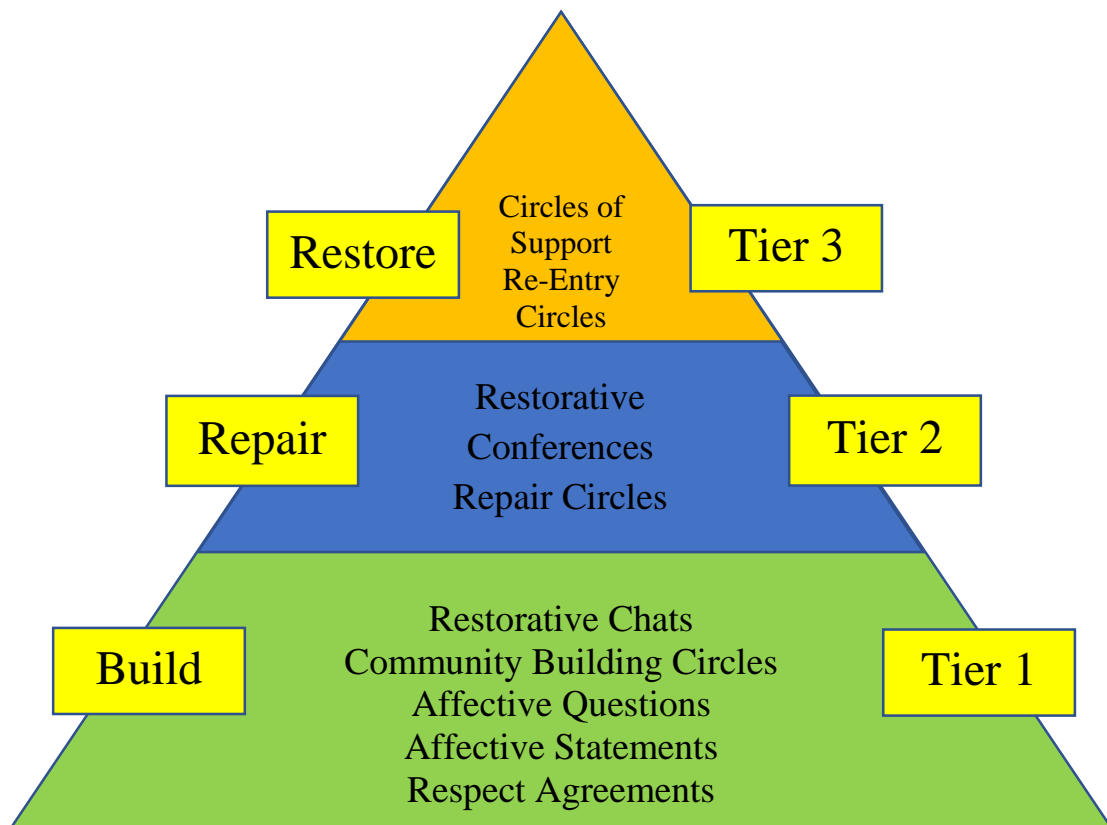 Circles of
Support
Re-Entry
Circles
Restore
Tier 3
Restorative
Conferences
Repair Circles
Repair
Tier 2
Restorative Chats
Community Building Circles
Affective Questions
Affective Statements
Respect Agreements
Build
Tier 1